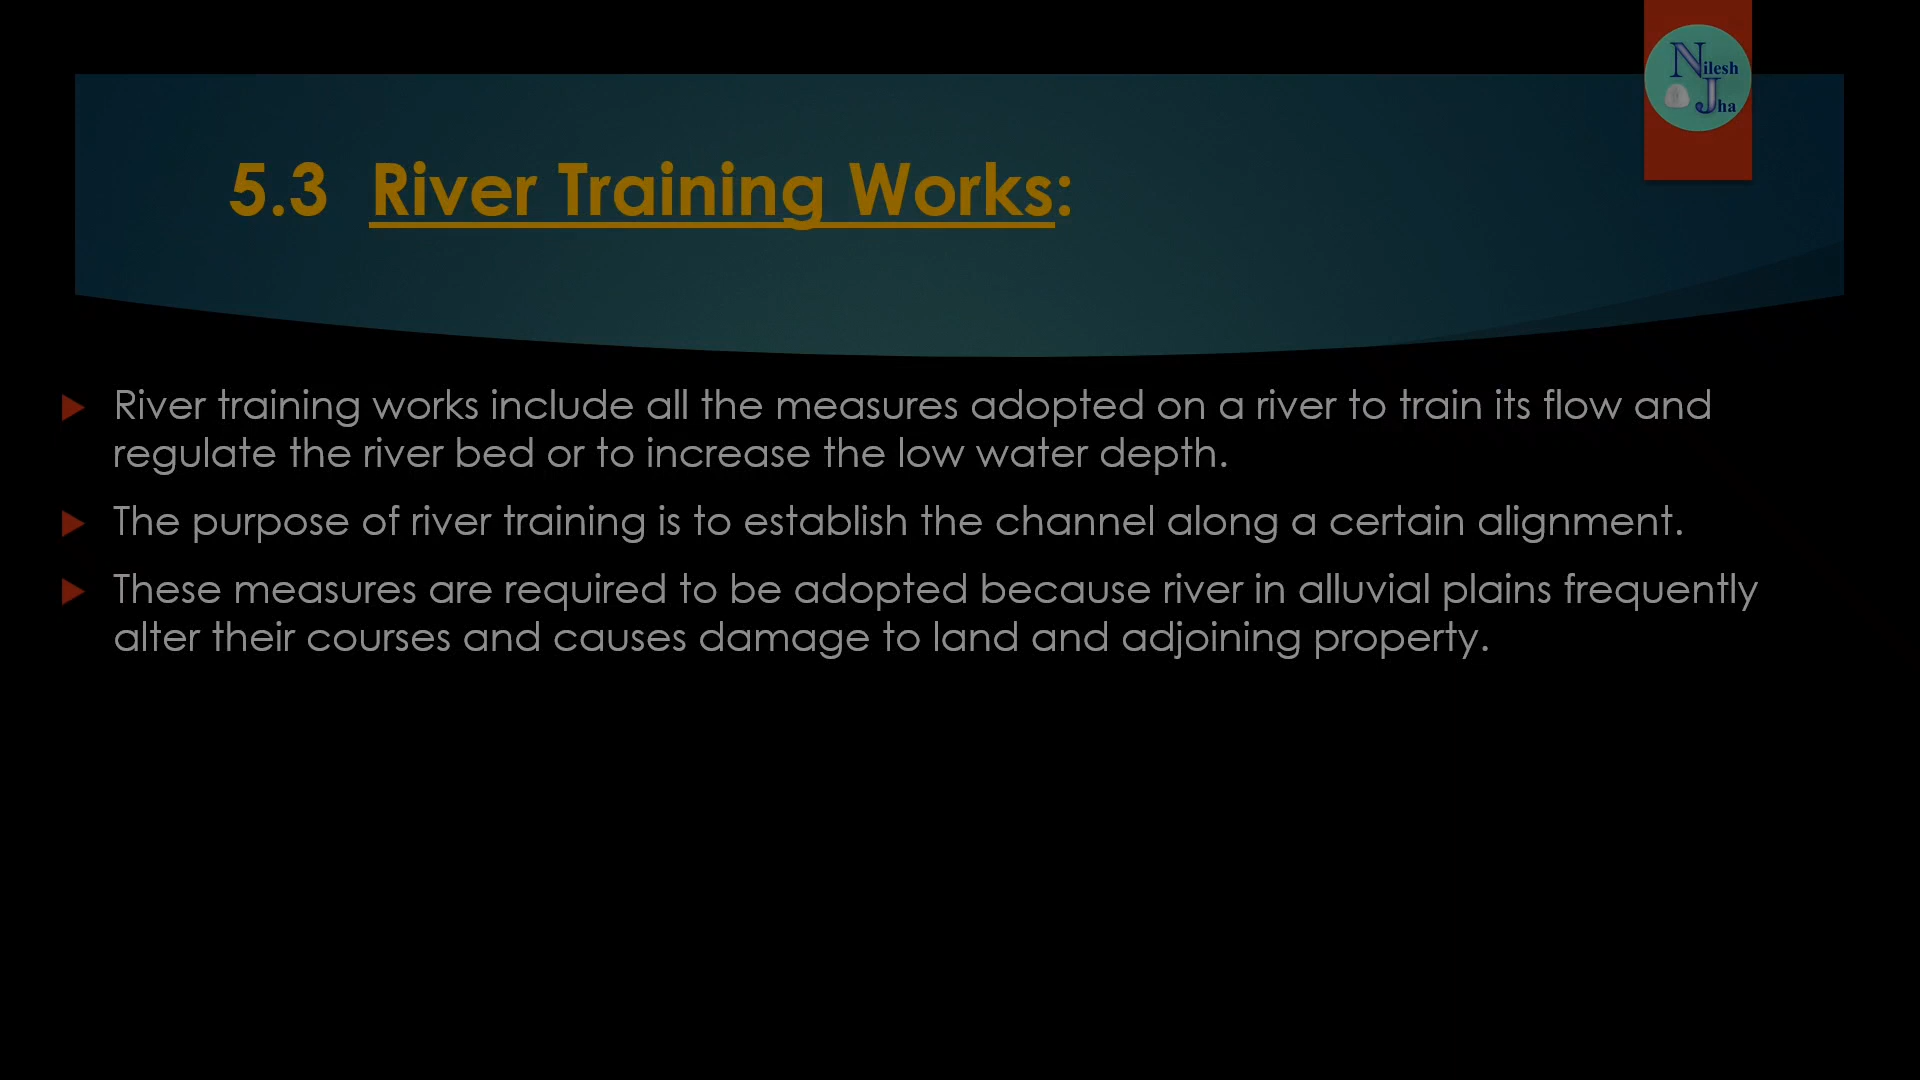 Nilesh
Jha
5.3 River Training Works:
River training works include all the measures adopted on a river to train its flow and
regulate the river bed or to increase the low water depth.
The purpose of river training is to establish the channel along a certain alignment.
These measures are required to be adopted because river in alluvial plains frequently
alter their courses and causes damage to land and adjoining property.